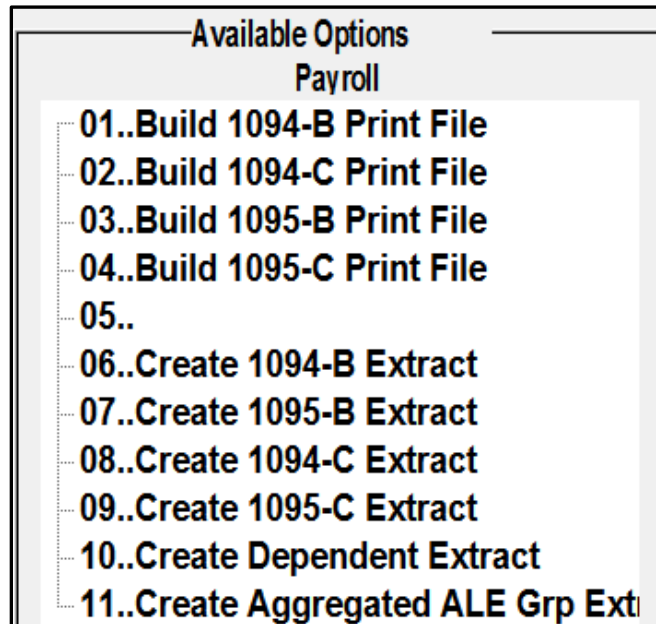 Available Options
Payroll
01..Build 1094-B Print File
02..Build 1094-C Print File
03..Build 1095-B Print File
04..Build 1095-C Print File
05..
06..Create 1094-B Extract
07..Create 1095-B Extract
08..Create 1094-C Extract
09..Create 1095-C Extract
10..Create Dependent Extract
11..Create Aggregated ALE Grp